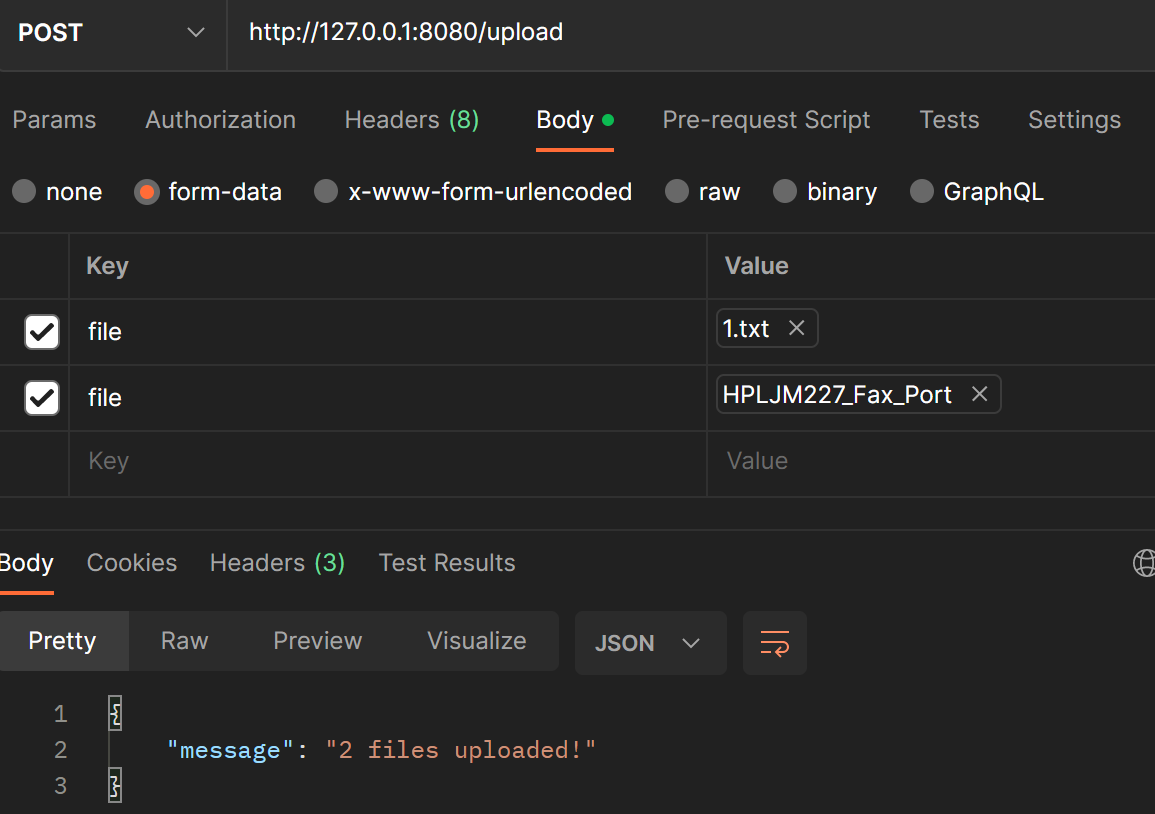 POST http://127.0.0.1:8080/upload
Params Authorization Headers (8) Body Pre-request Script Tests Settings
none form-data x-www-form-urlencoded raw binary GraphQL
Key Value
file 1.txt
file HPLJM227_Fax_Port
Key Value
Body Cookies Headers (3) Test Results
Pretty Raw Preview Visualize JSON
1 {
2 "message": "2 files uploaded!"
3 }